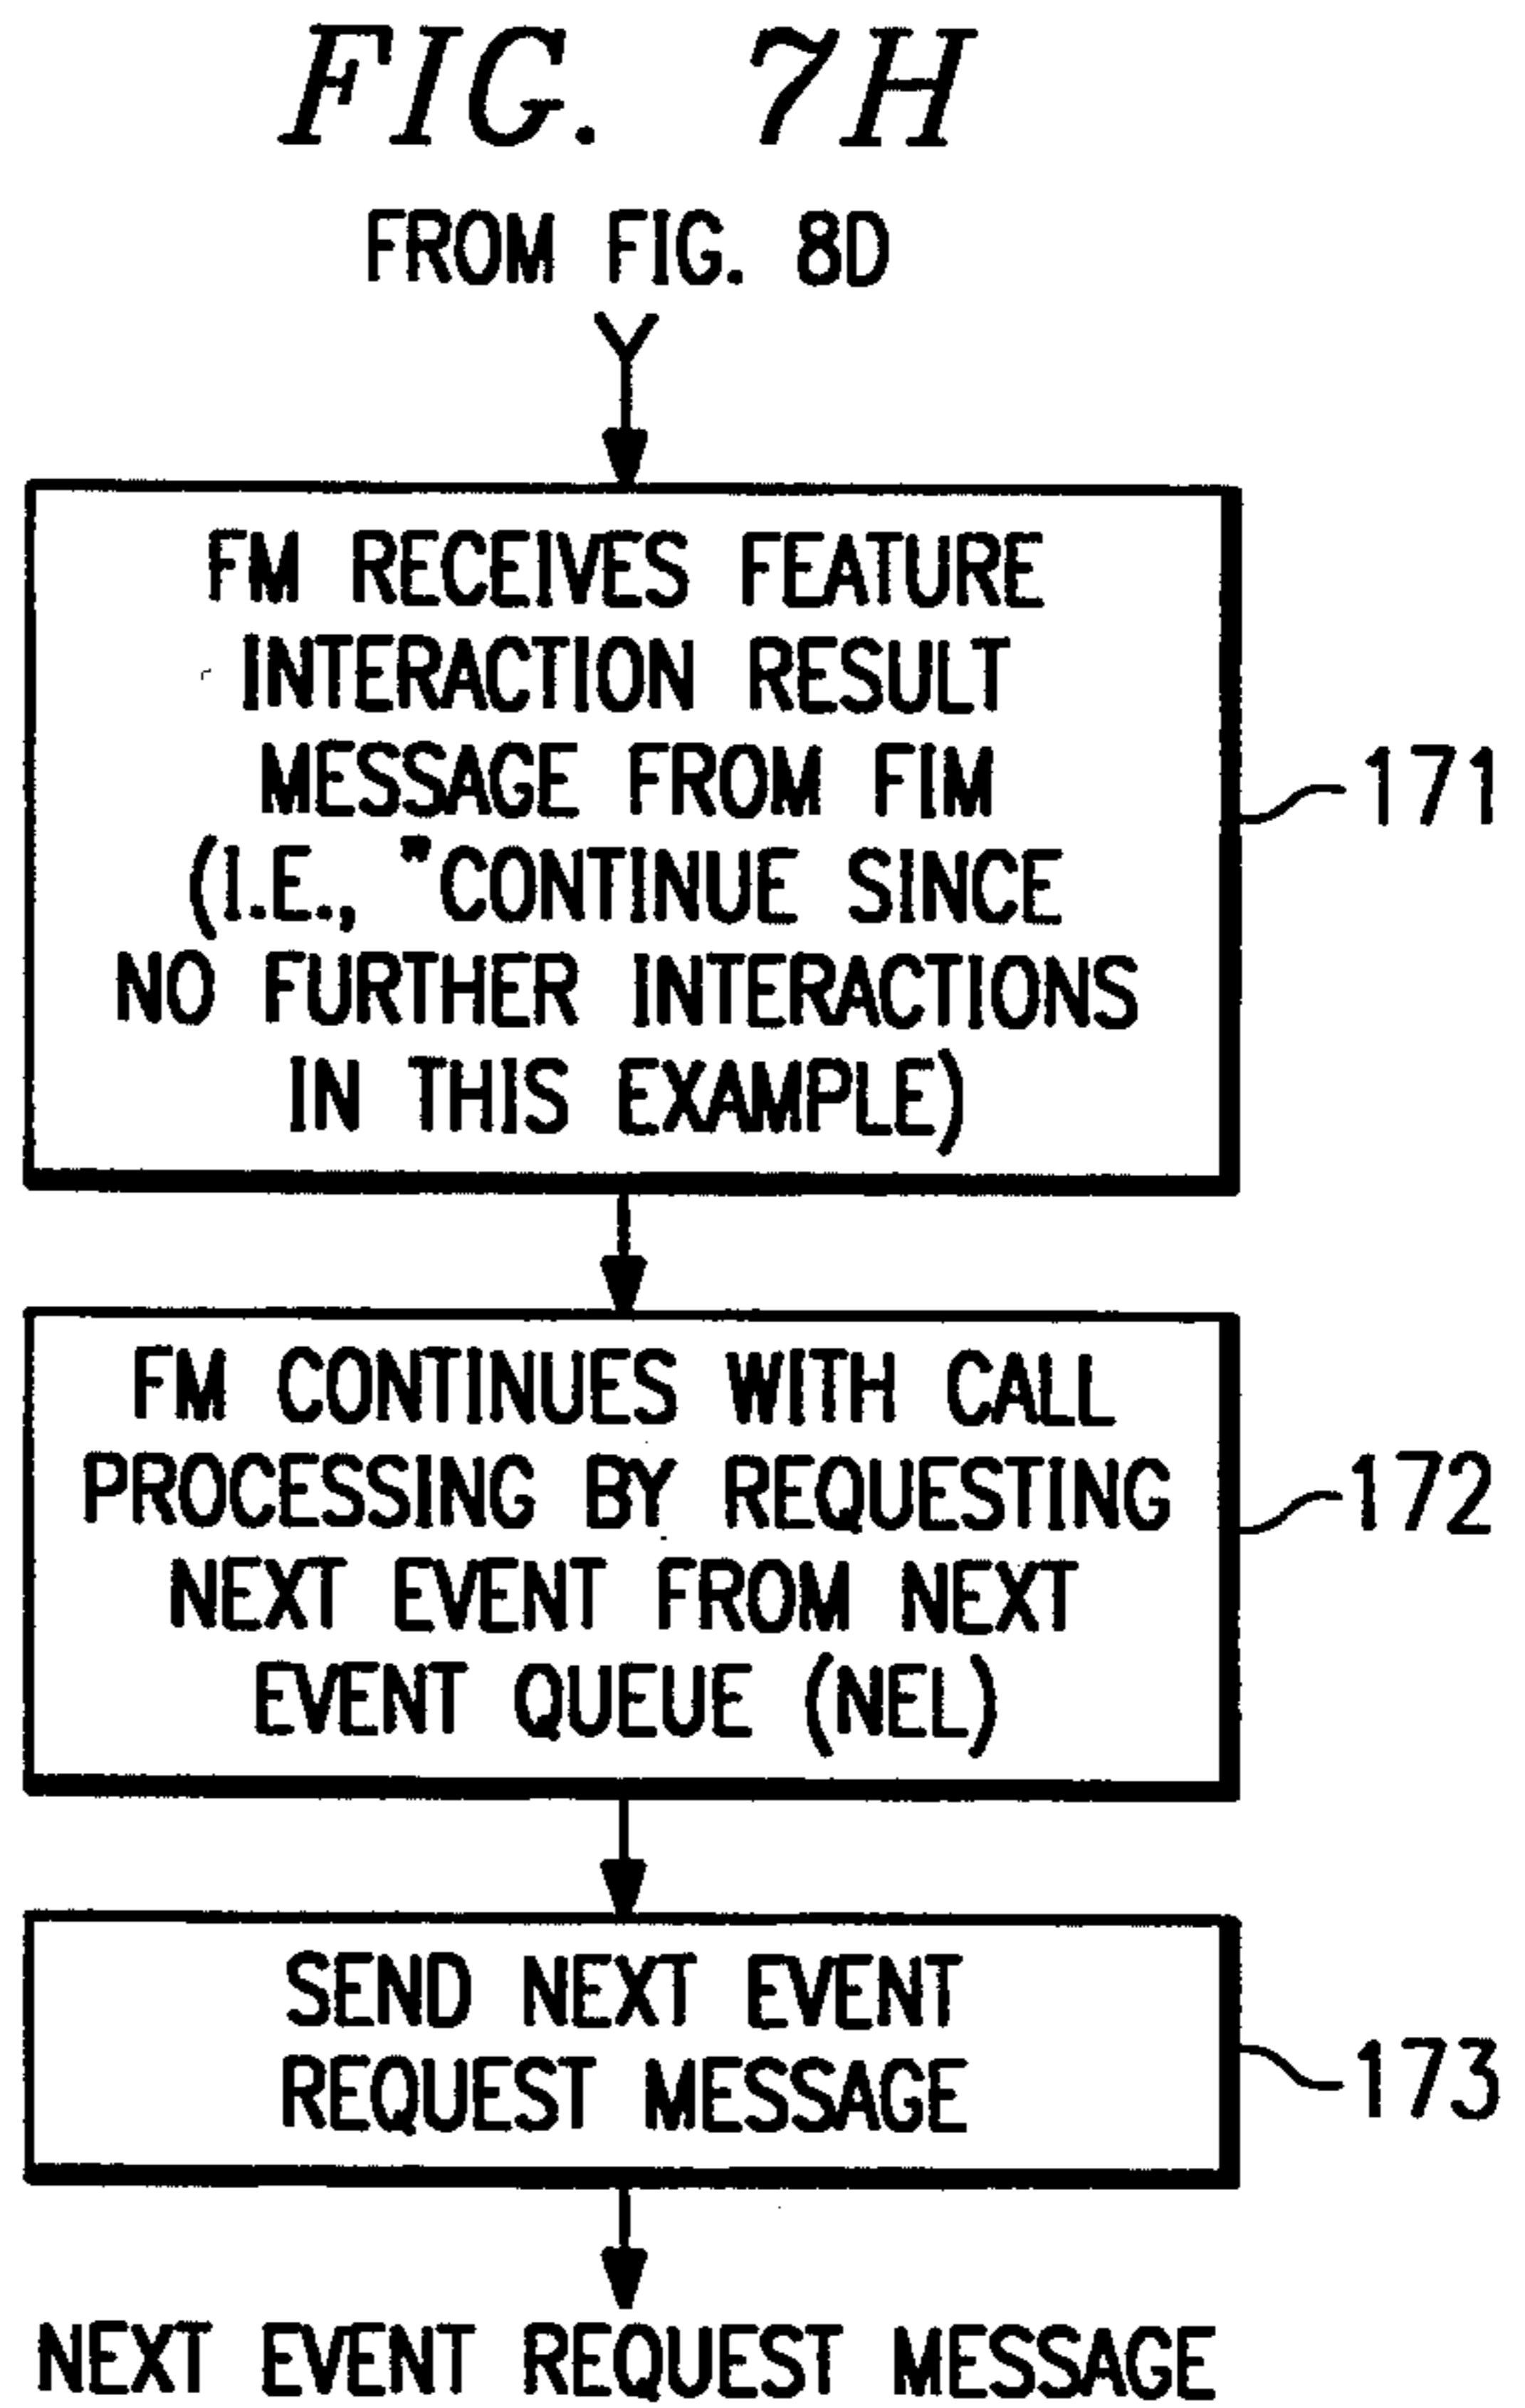 FIG. 7H
FROM FIG. 8D
FM RECEIVES FEATURE
INTERACTION RESULT
MESSAGE FROM FIM
(I.E., "CONTINUE SINCE
NO FURTHER INTERACTIONS
IN THIS EXAMPLE)
171
FM CONTINUES WITH CALL
PROCESSING BY REQUESTING
NEXT EVENT FROM NEXT
EVENT QUEUE (NEL)
172
SEND NEXT EVENT
REQUEST MESSAGE
173
NEXT EVENT REQUEST MESSAGE